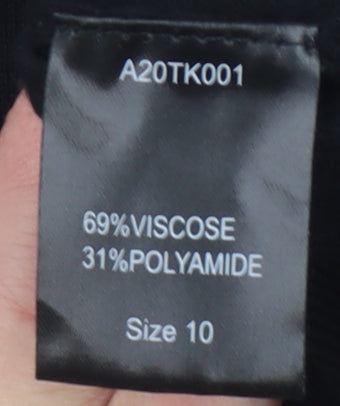 A20TK001
69%VISCOSE
31%POLYAMIDE
Size 10